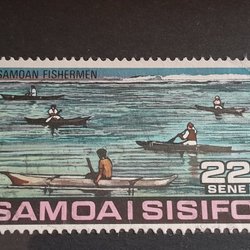 SAMOAN FISHERMEN
22
SENE
SAMOA I SISIFO